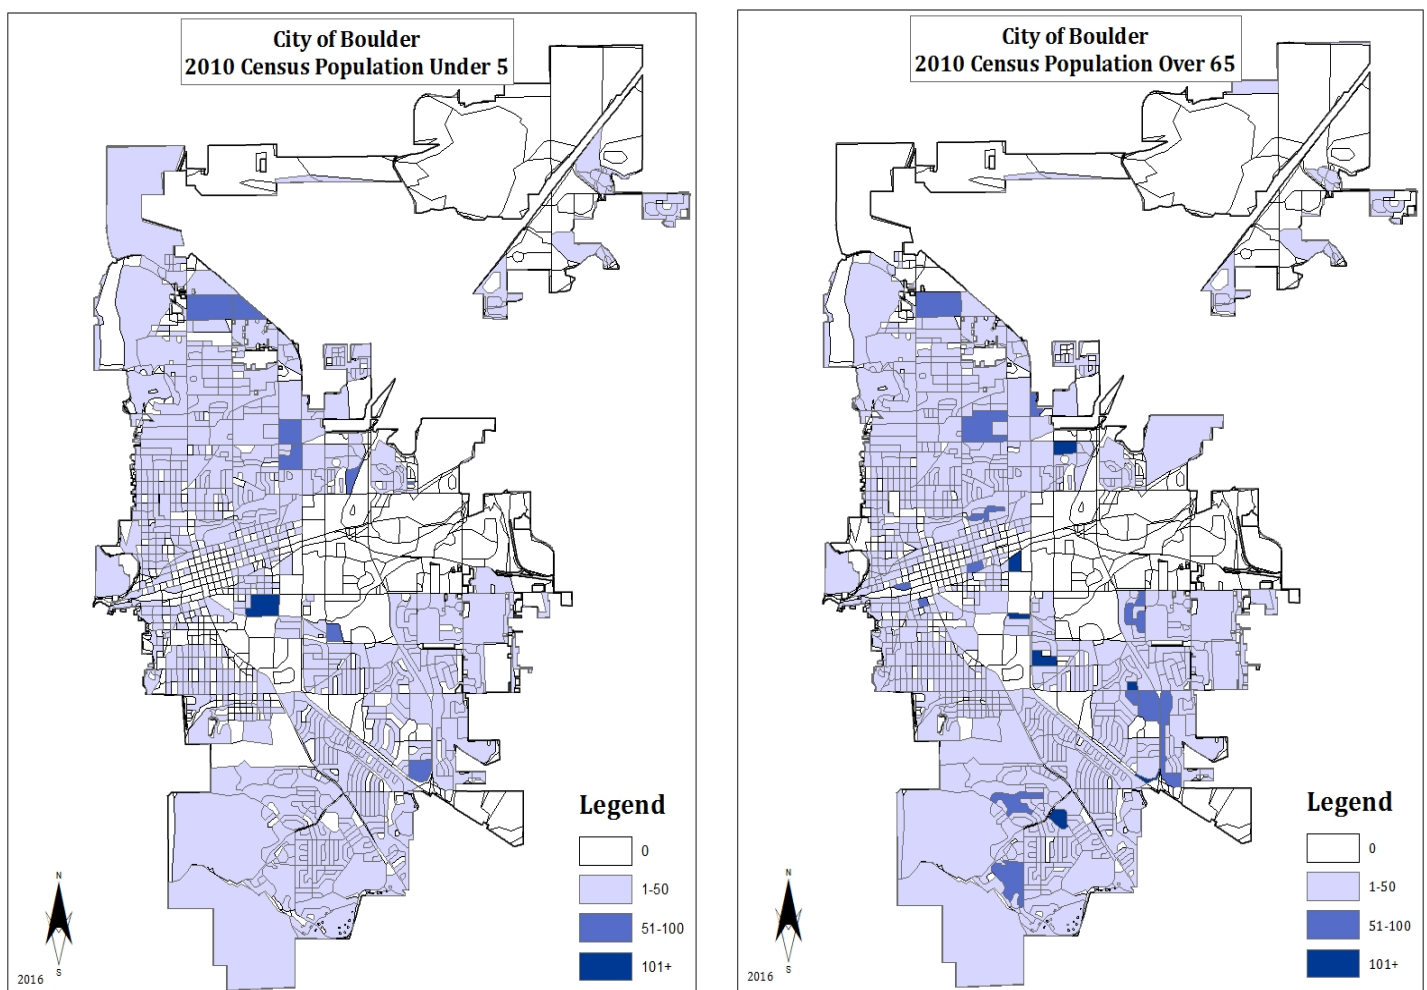 City of Boulder
2010 Census Population Under 5
Legend
0
1-50
51-100
101+
N
S
2016
City of Boulder
2010 Census Population Over 65
Legend
0
1-50
51-100
101+
N
S
2016